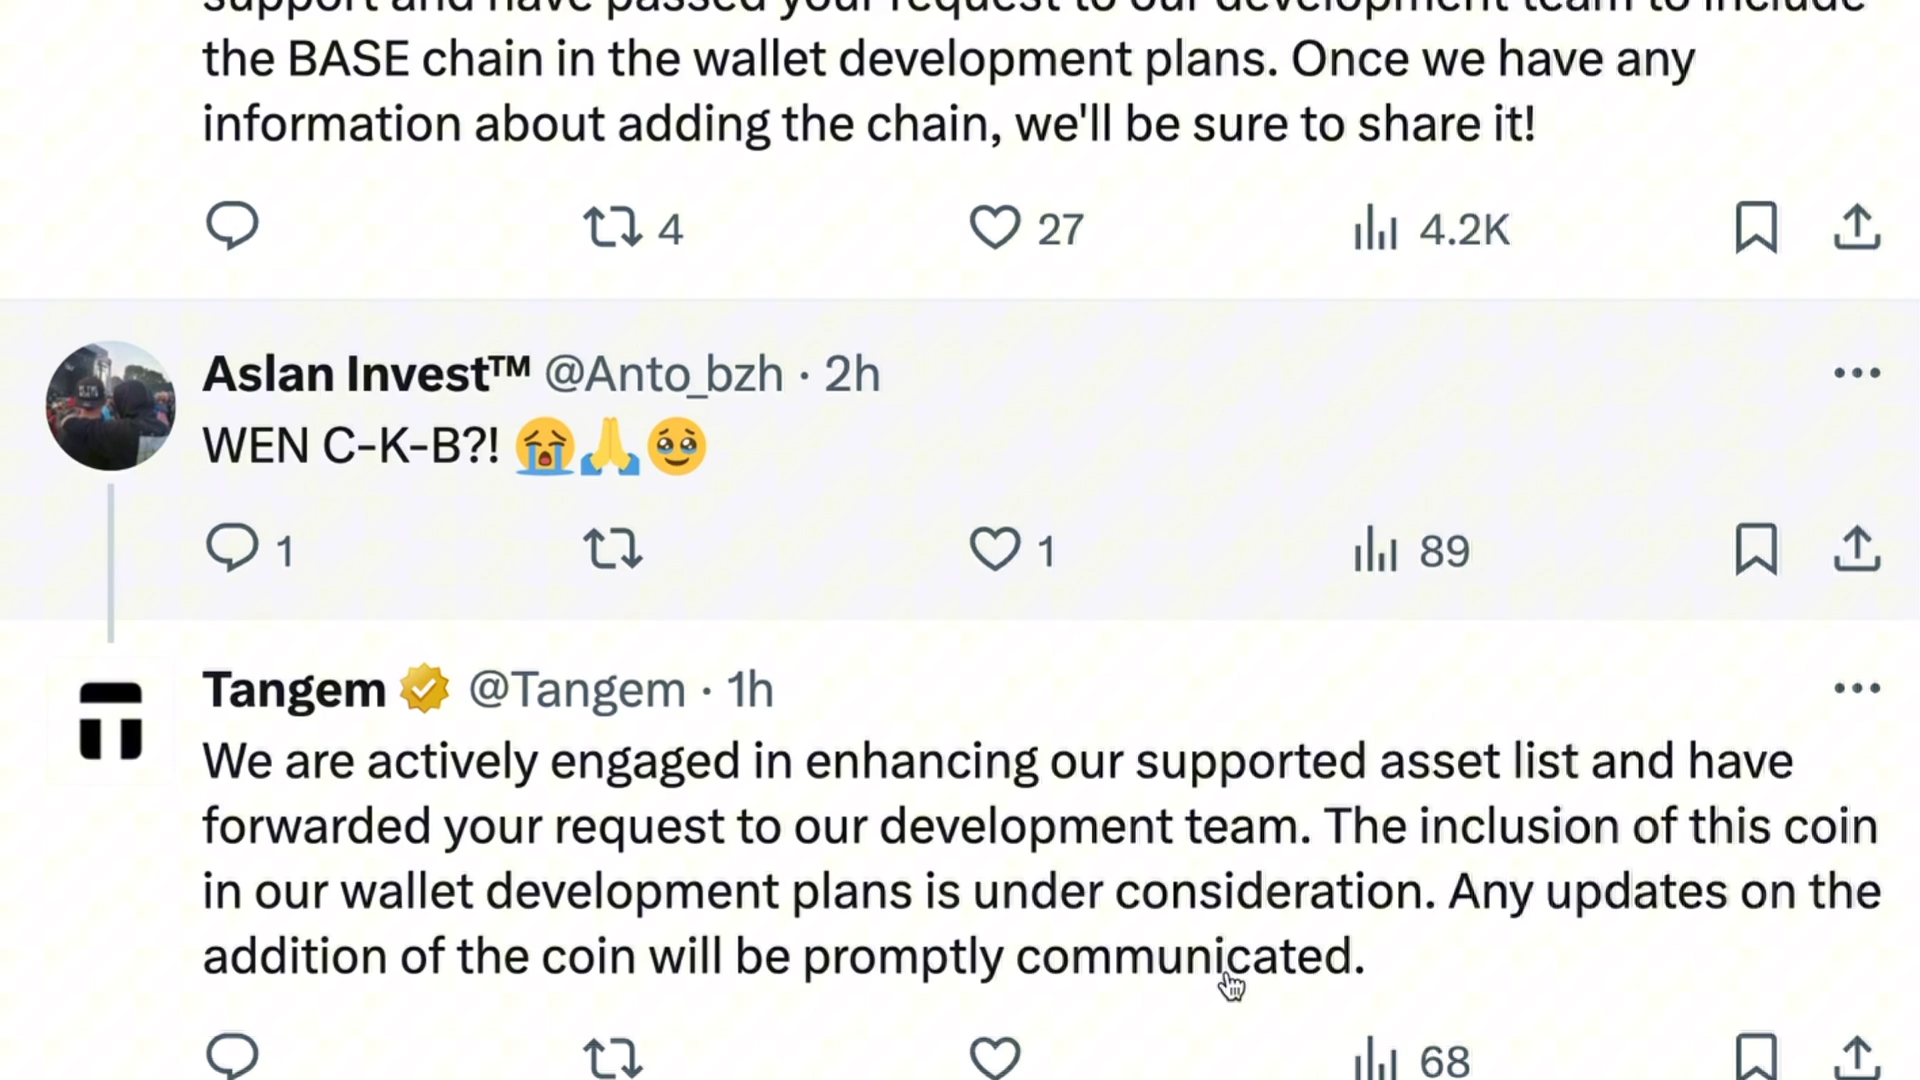 support and have passed your request to our development team to include
the BASE chain in the wallet development plans. Once we have any
information about adding the chain, we'll be sure to share it!
4 27 4.2K
Aslan Invest™ @Anto_bzh · 2h
WEN C-K-B?! 😭🙏🥹
1 1 89
Tangem @Tangem · 1h
We are actively engaged in enhancing our supported asset list and have
forwarded your request to our development team. The inclusion of this coin
in our wallet development plans is under consideration. Any updates on the
addition of the coin will be promptly communicated.
68